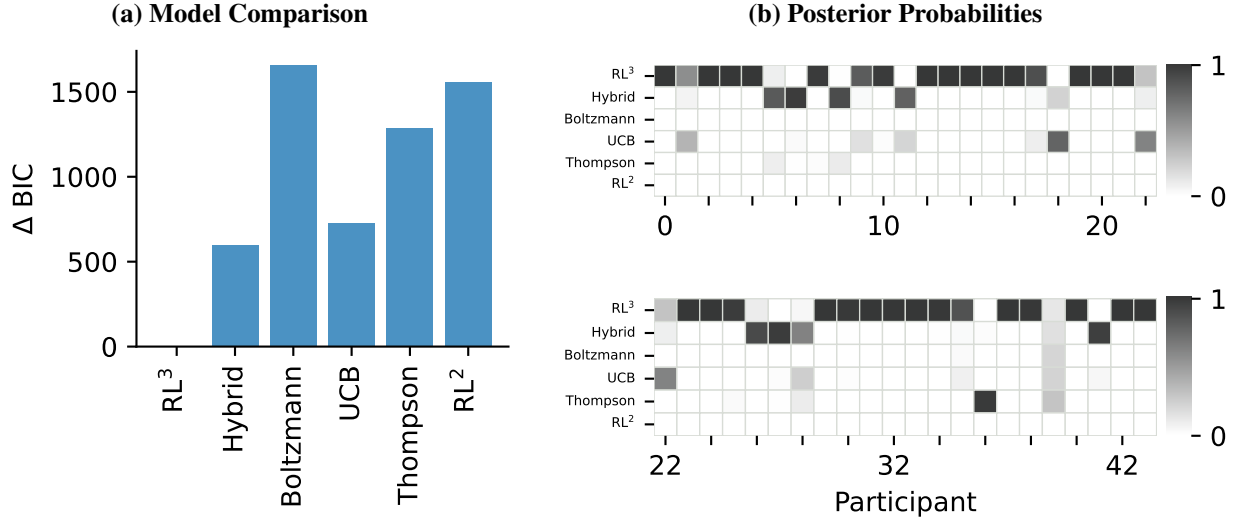 (a) Model Comparison
Δ BIC
1500
1000
500
0
RL³
Hybrid
Boltzmann
UCB
Thompson
RL²
(b) Posterior Probabilities
RL³
Hybrid
Boltzmann
UCB
Thompson
RL²
0 10 20
1
0
RL³
Hybrid
Boltzmann
UCB
Thompson
RL²
22 32 42
1
0
Participant